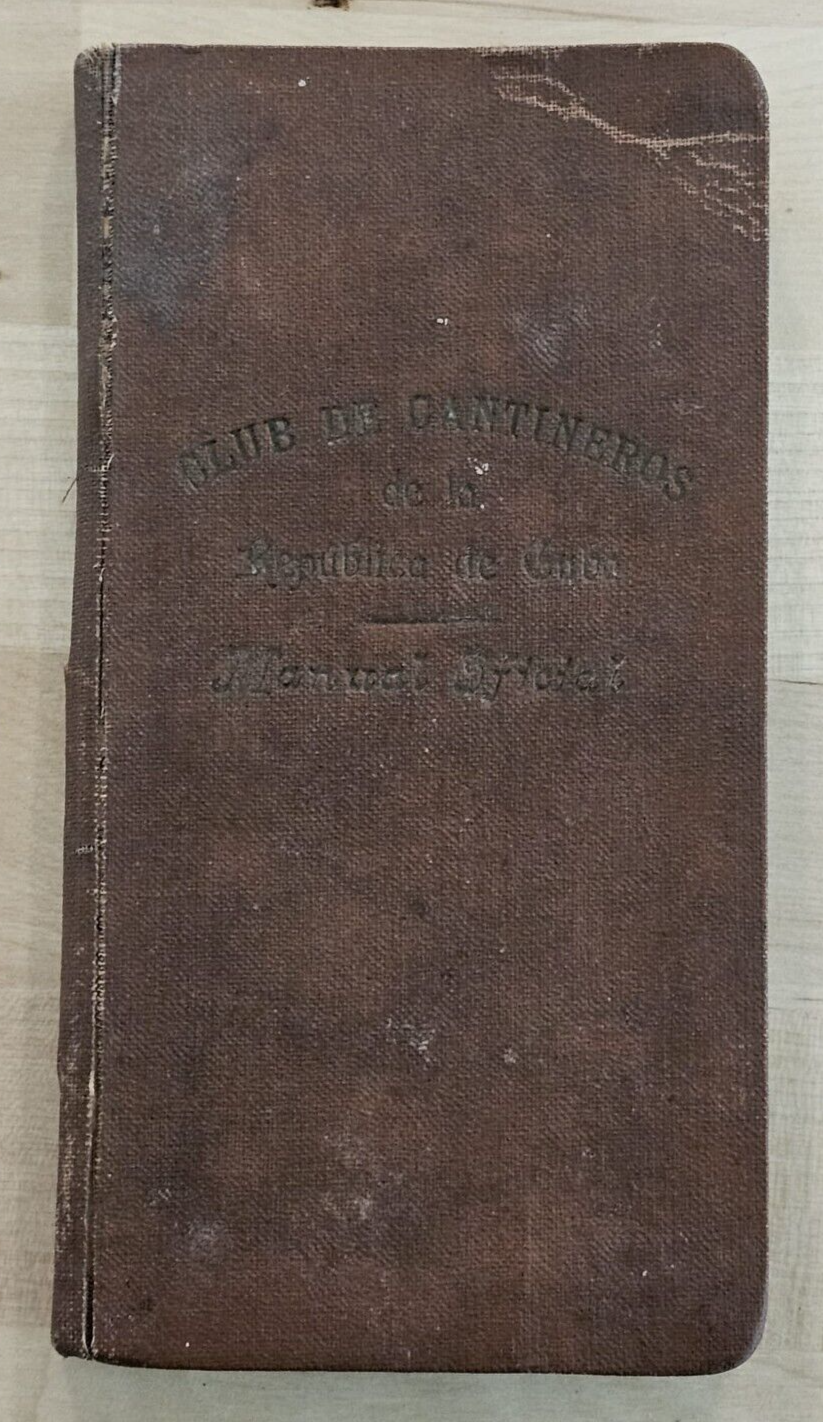 CLUB DE CANTINEROS
de la
República de Cuba
Manual Oficial